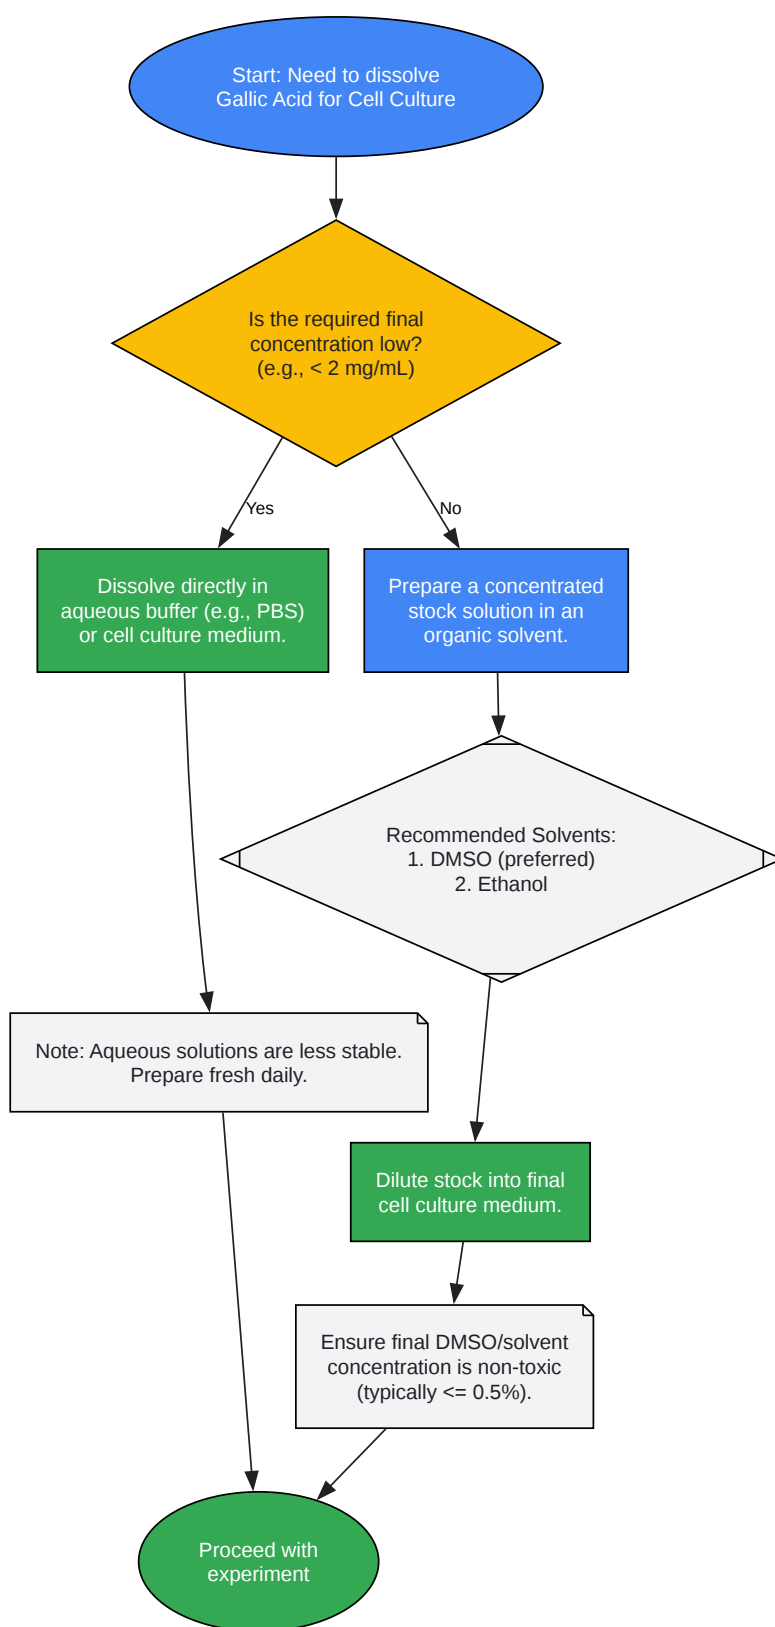 Start: Need to dissolve
Gallic Acid for Cell Culture
Is the required final
concentration low?
(e.g., < 2 mg/mL)
Yes
No
Dissolve directly in
aqueous buffer (e.g., PBS)
or cell culture medium.
Prepare a concentrated
stock solution in an
organic solvent.
Recommended Solvents:
1. DMSO (preferred)
2. Ethanol
Note: Aqueous solutions are less stable.
Prepare fresh daily.
Dilute stock into final
cell culture medium.
Ensure final DMSO/solvent
concentration is non-toxic
(typically <= 0.5%).
Proceed with
experiment